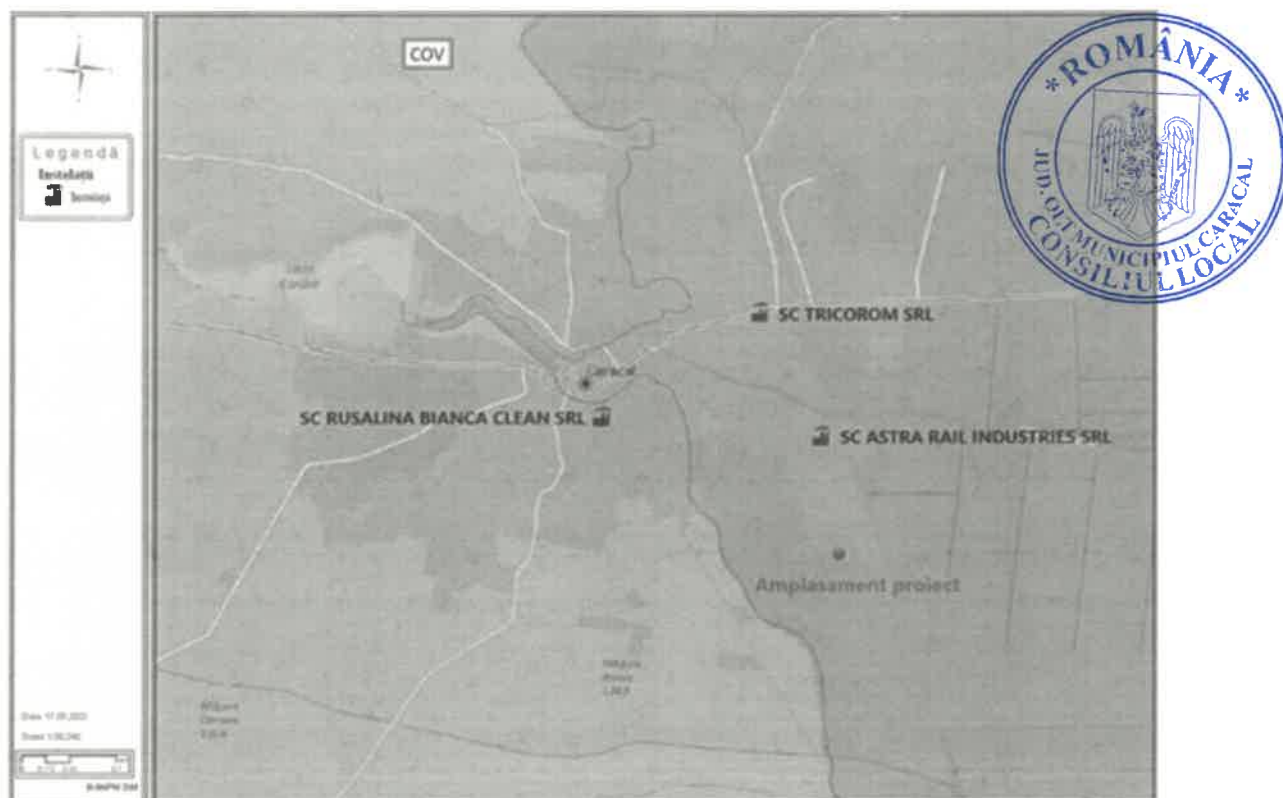 Legendă
Instalații
COV
Caracal
SC TRICOROM SRL
SC RUSALINA BIANCA CLEAN SRL
SC ASTRA RAIL INDUSTRIES SRL
Amplasament proiect
*ROMÂNIA*
JUD. OLT MUNICIPIUL CARACAL
CONSILIUL LOCAL